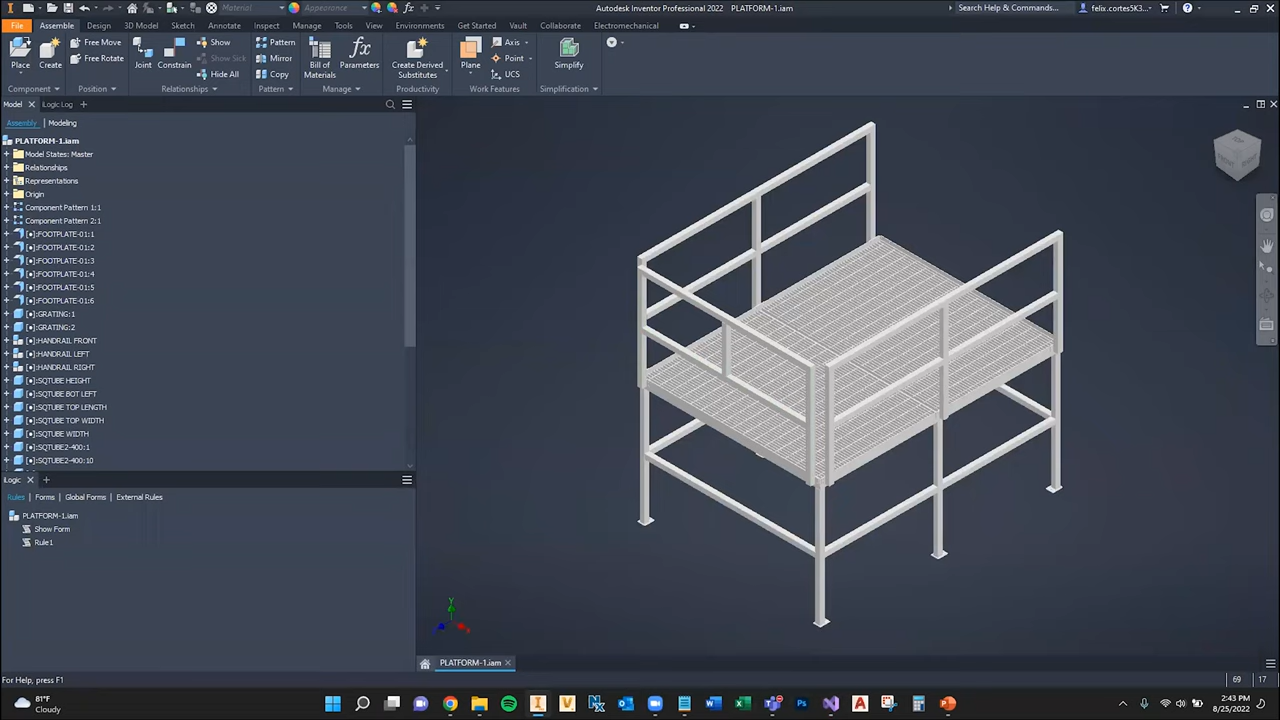 Autodesk Inventor Professional 2022   PLATFORM-1.iam
Material
Appearance
Search Help & Commands...
felix.cortes5K3...
File
Assemble
Design
3D Model
Sketch
Annotate
Inspect
Manage
Tools
View
Environments
Get Started
Vault
Collaborate
Electromechanical
Place
Create
Free Move
Free Rotate
Joint
Constrain
Show
Show Sick
Hide All
Pattern
Mirror
Copy
Bill of
Materials
Parameters
Create Derived
Substitutes
Plane
Axis
Point
UCS
Simplify
Component
Position
Relationships
Pattern
Manage
Productivity
Work Features
Simplification
Model
Logic Log
Assembly
Modeling
PLATFORM-1.iam
Model States: Master
Relationships
Representations
Origin
Component Pattern 1:1
Component Pattern 2:1
[●]:FOOTPLATE-01:1
[●]:FOOTPLATE-01:2
[●]:FOOTPLATE-01:3
[●]:FOOTPLATE-01:4
[●]:FOOTPLATE-01:5
[●]:FOOTPLATE-01:6
[●]:GRATING:1
[●]:GRATING:2
[●]:HANDRAIL FRONT
[●]:HANDRAIL LEFT
[●]:HANDRAIL RIGHT
[●]:SQTUBE HEIGHT
[●]:SQTUBE BOT LEFT
[●]:SQTUBE TOP LENGTH
[●]:SQTUBE TOP WIDTH
[●]:SQTUBE WIDTH
[●]:SQTUBE2-400:1
[●]:SQTUBE2-400:10
iLogic
Rules
Forms
Global Forms
External Rules
PLATFORM-1.iam
Show Form
Rule1
Y
PLATFORM-1.iam
For Help, press F1
69
17
81°F
Cloudy
2:43 PM
8/25/2022